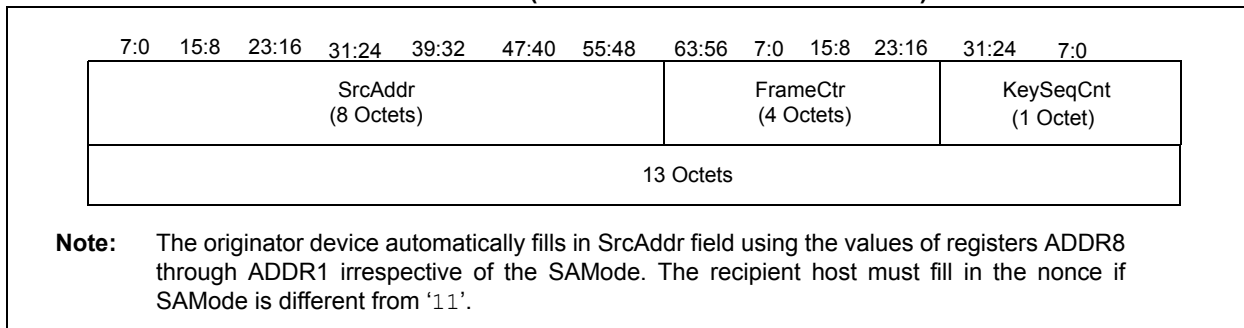 7:0 15:8 23:16 31:24 39:32 47:40 55:48 63:56 7:0 15:8 23:16 31:24 7:0
SrcAddr FrameCtr KeySeqCnt
(8 Octets) (4 Octets) (1 Octet)
13 Octets
Note: The originator device automatically fills in SrcAddr field using the values of registers ADDR8
through ADDR1 irrespective of the SAMode. The recipient host must fill in the nonce if
SAMode is different from ‘11’.